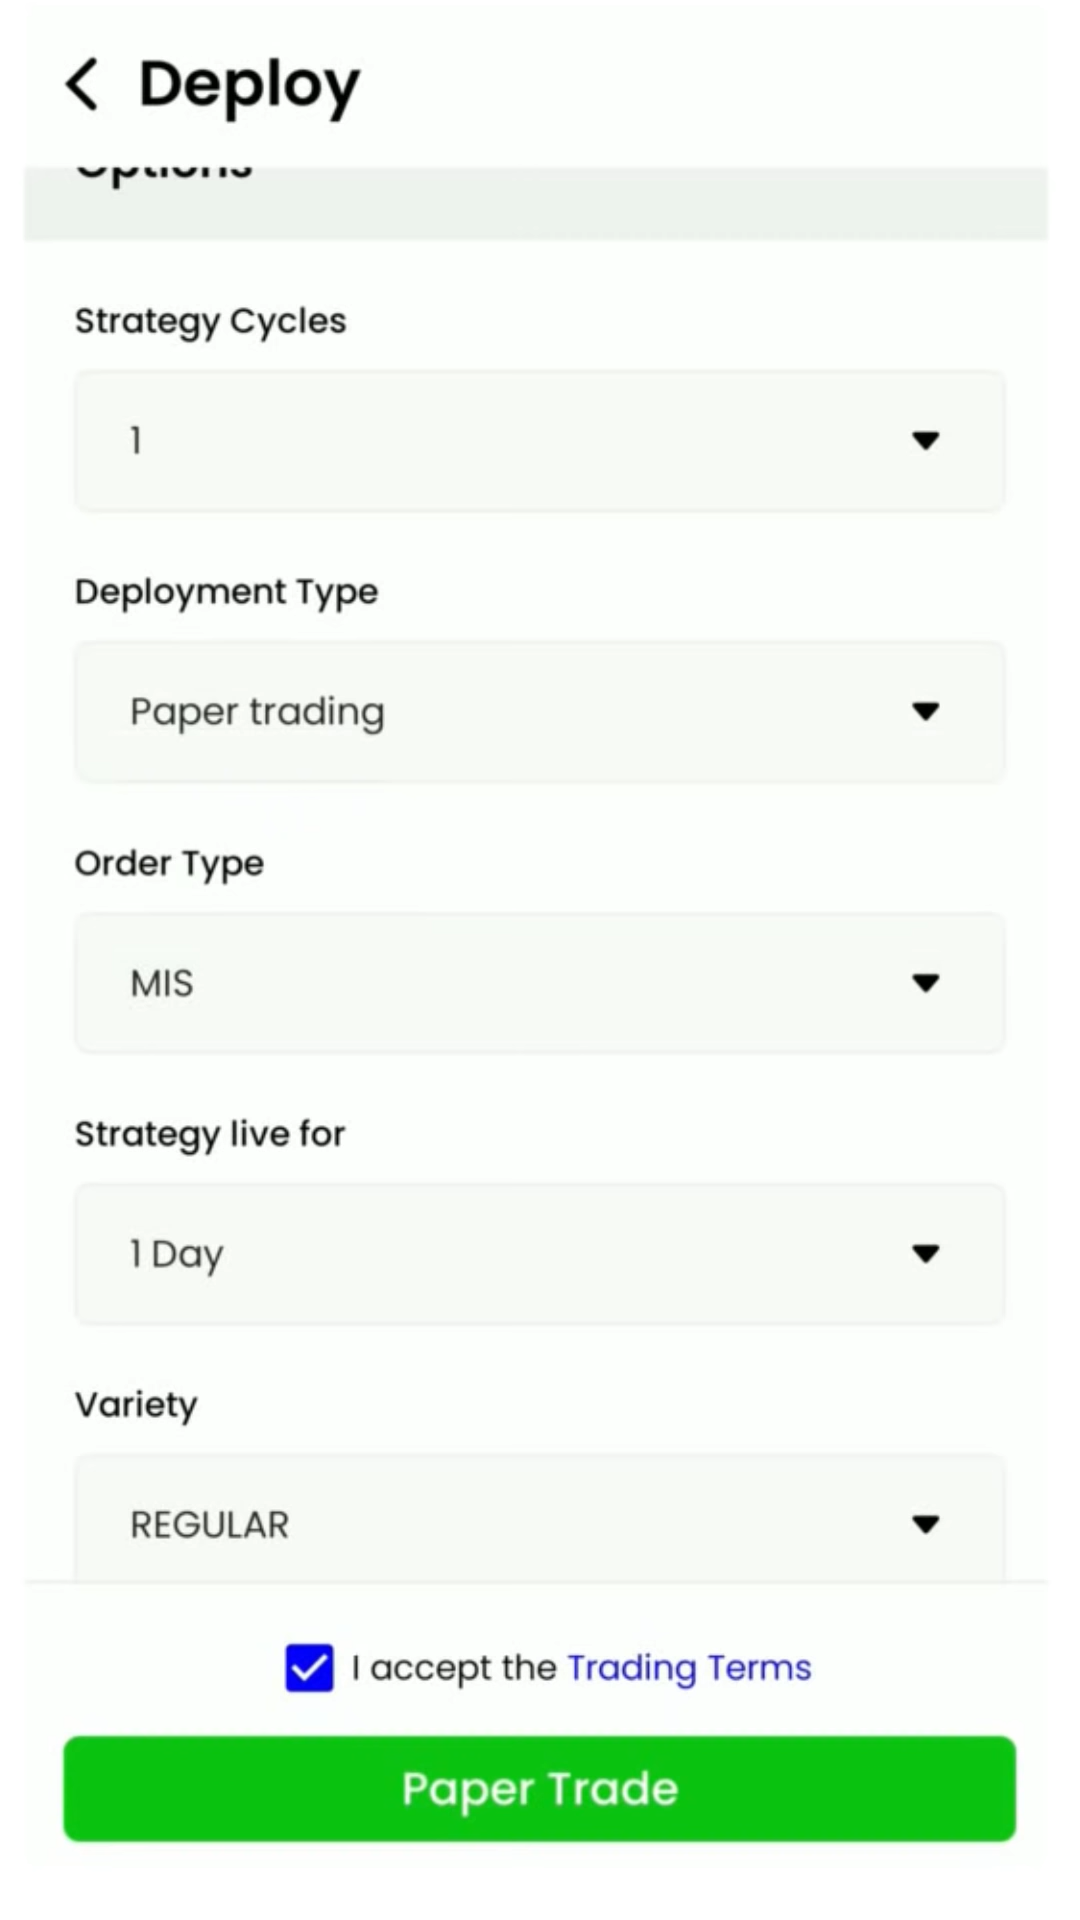 Deploy
Options
Strategy Cycles
1
Deployment Type
Paper trading
Order Type
MIS
Strategy live for
1 Day
Variety
REGULAR
I accept the Trading Terms
Paper Trade